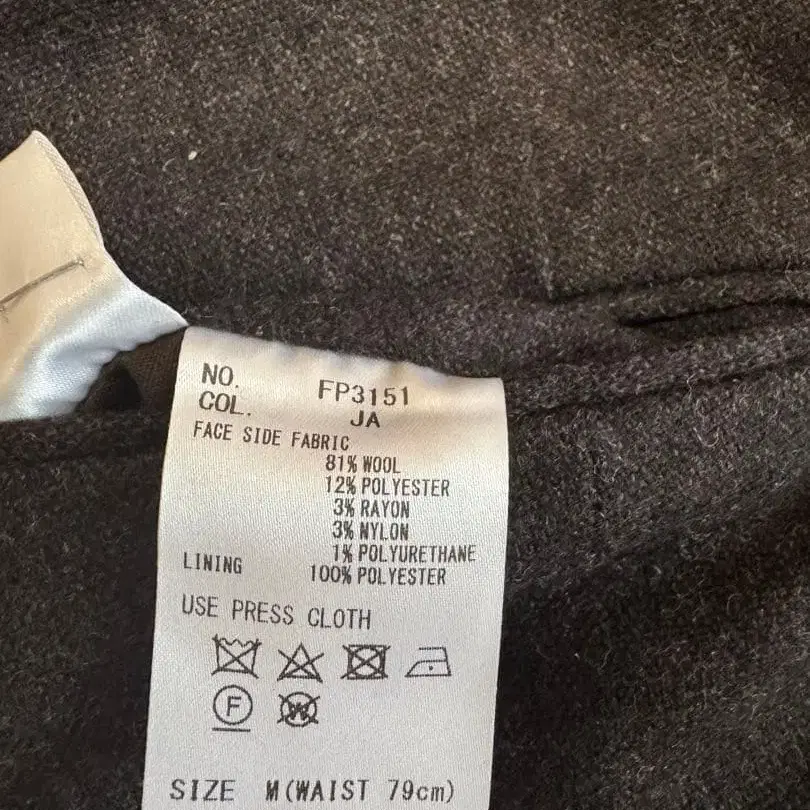 NO. FP3151
COL. JA
FACE SIDE FABRIC
81% WOOL
12% POLYESTER
3% RAYON
3% NYLON
1% POLYURETHANE
LINING 100% POLYESTER
USE PRESS CLOTH
F W
SIZE M(WAIST 79cm)